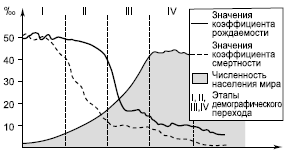 ‰ I II III IV
50
40
30
20
10
Значения
коэффициента
рождаемости
Значения
коэффициента
смертности
Численность
населения мира
I, II, Этапы
III,IV демографического
перехода